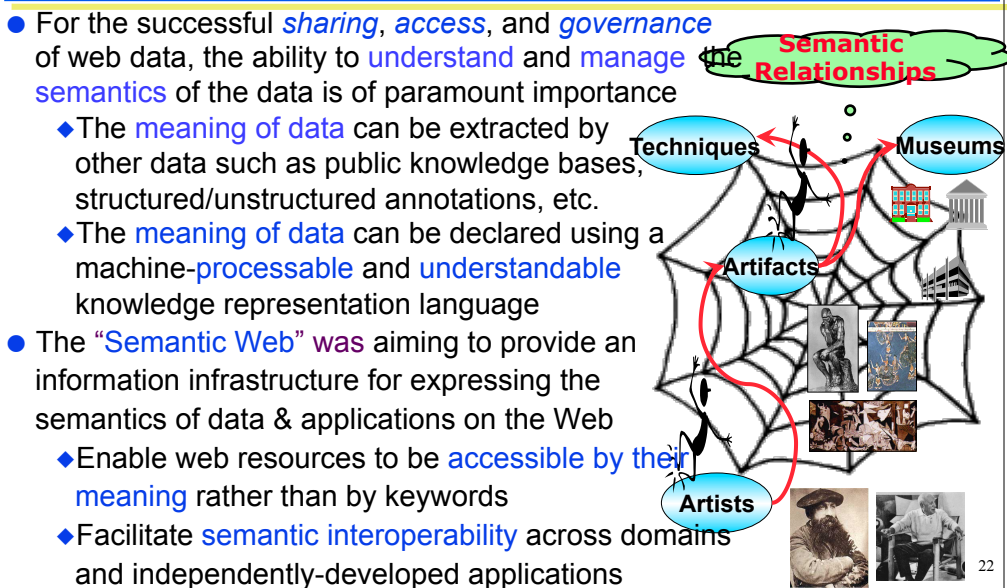 ● For the successful sharing, access, and governance
of web data, the ability to understand and manage the
semantics of the data is of paramount importance
◆The meaning of data can be extracted by
other data such as public knowledge bases,
structured/unstructured annotations, etc.
◆The meaning of data can be declared using a
machine-processable and understandable
knowledge representation language
● The “Semantic Web” was aiming to provide an
information infrastructure for expressing the
semantics of data & applications on the Web
◆Enable web resources to be accessible by their
meaning rather than by keywords
◆Facilitate semantic interoperability across domains
and independently-developed applications
Semantic
Relationships
Techniques
Museums
Artifacts
Artists
22